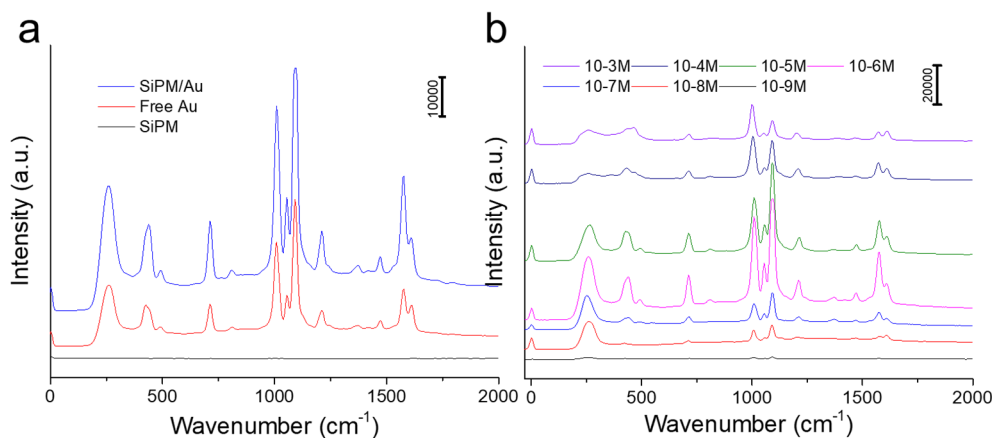 a
Intensity (a.u.)
SiPM/Au
Free Au
SiPM
10000
0 500 1000 1500 2000
Wavenumber (cm-1)
b
Intensity (a.u.)
10-3M 10-4M 10-5M 10-6M
10-7M 10-8M 10-9M
20000
0 500 1000 1500 2000
Wavenumber (cm-1)